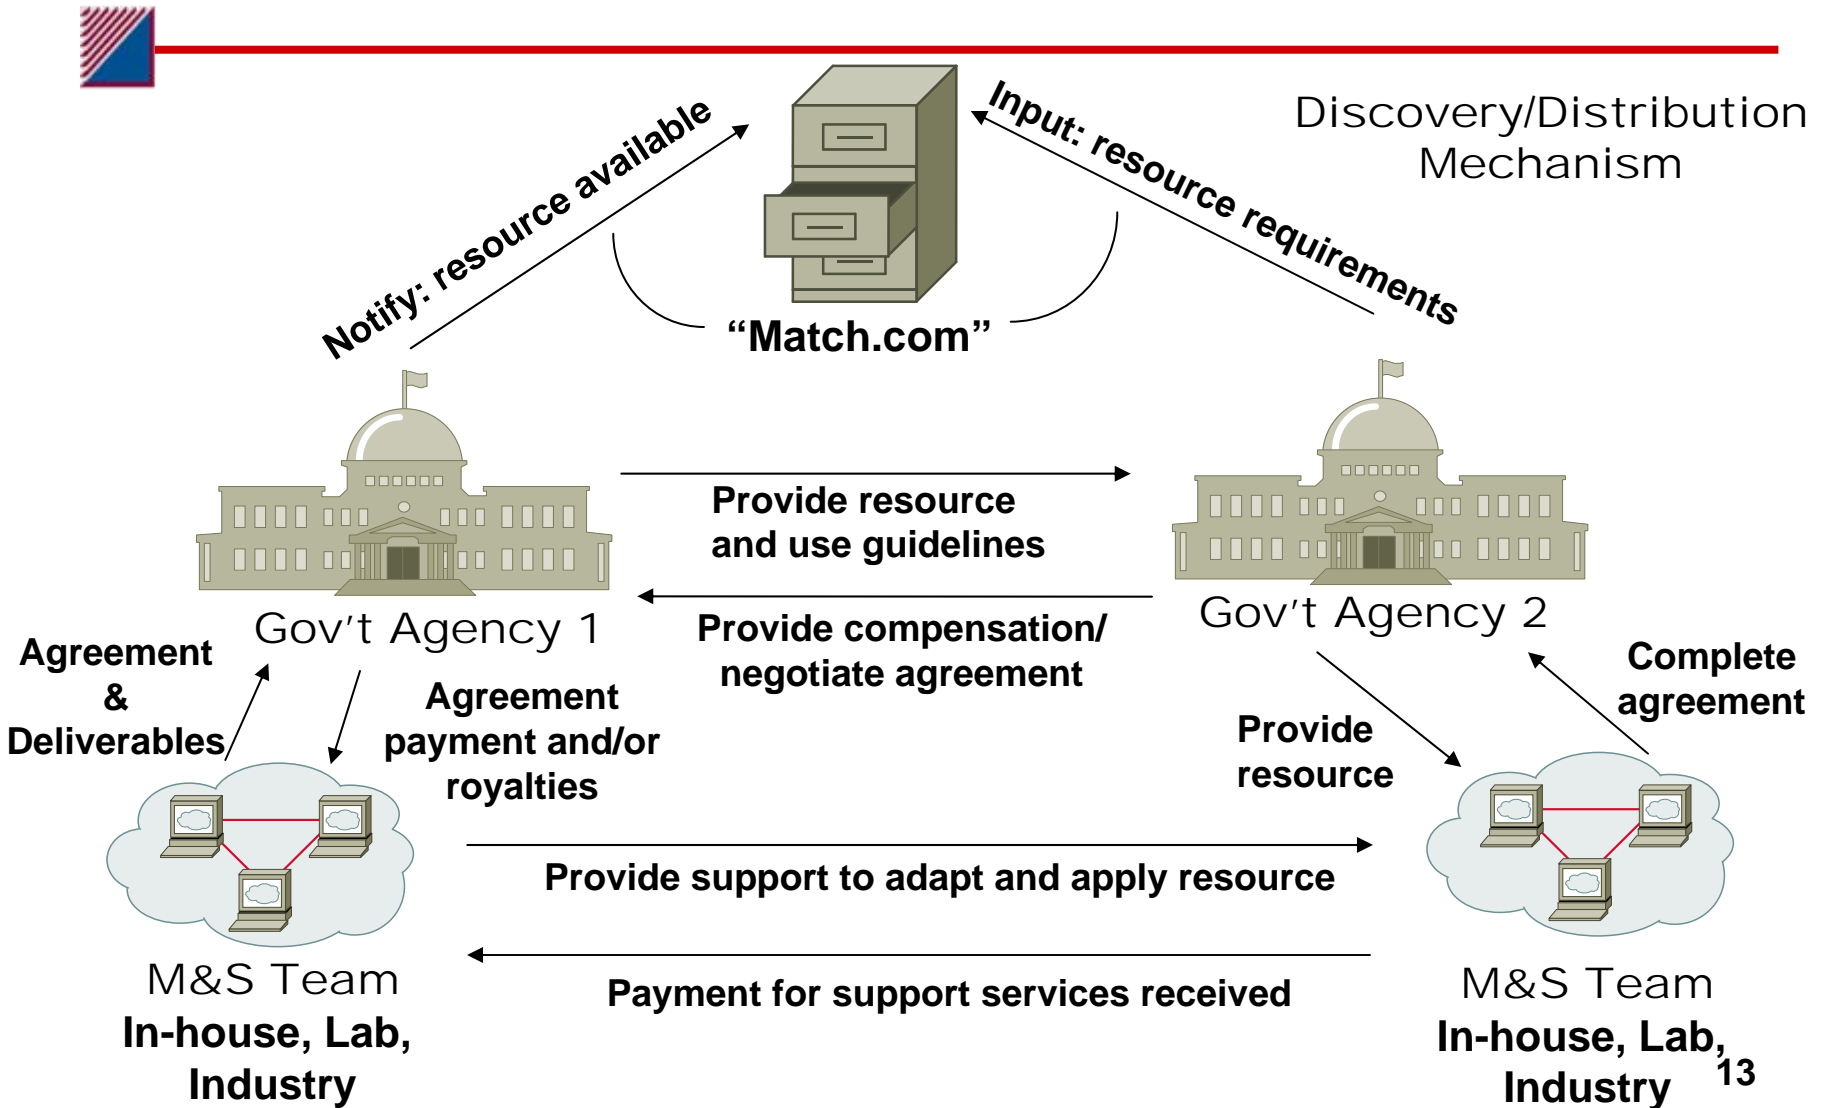 Discovery/Distribution
Mechanism
Notify: resource available
Input: resource requirements
“Match.com”
Provide resource
and use guidelines
Provide compensation/
negotiate agreement
Gov't Agency 1
Gov't Agency 2
Agreement
&
Deliverables
Agreement
payment and/or
royalties
Provide
resource
Complete
agreement
Provide support to adapt and apply resource
Payment for support services received
M&S Team
In-house, Lab,
Industry
M&S Team
In-house, Lab,
Industry
13